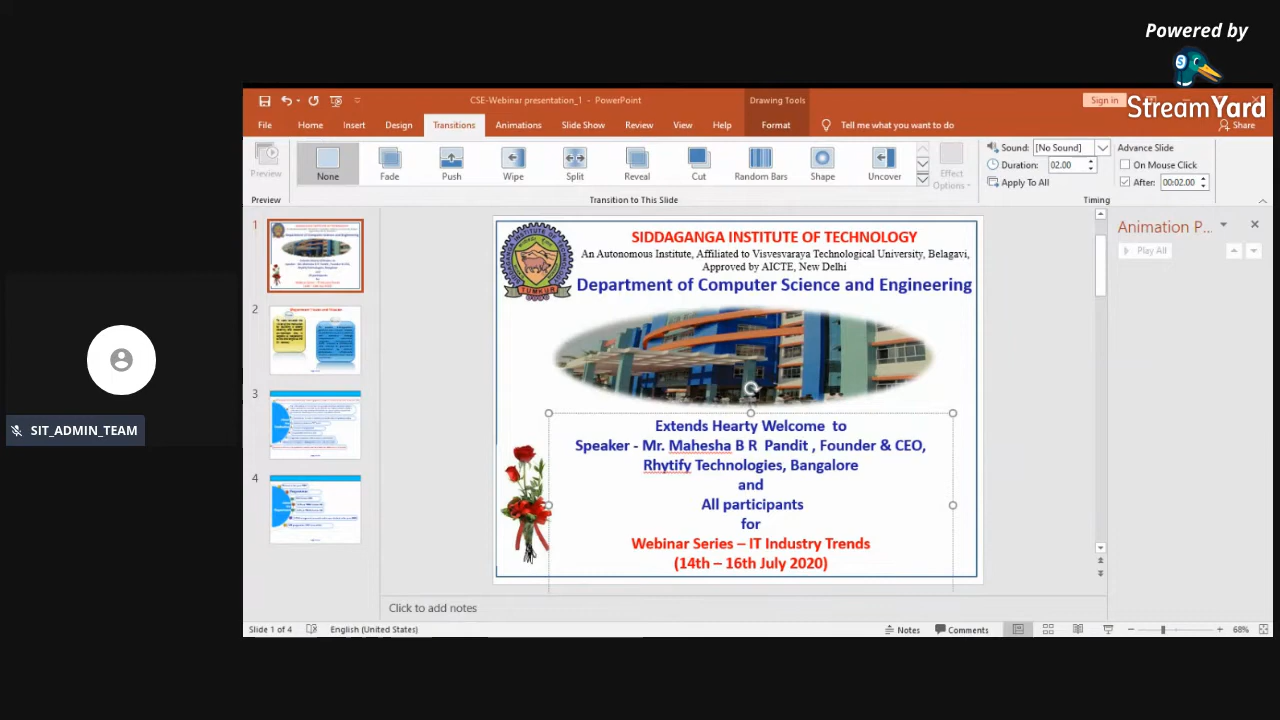 Powered by
StreamYard
CSE-Webinar presentation_1 - PowerPoint
Drawing Tools
Sign in
File Home Insert Design Transitions Animations Slide Show Review View Help Format Tell me what you want to do Share
Preview None Fade Push Wipe Split Reveal Cut Random Bars Shape Uncover Effect Options
Sound: [No Sound] Advance Slide
Duration: 02.00 On Mouse Click
Apply To All After: 00:02.00
Preview Transition to This Slide Timing
1
2
3
4
SIDDAGANGA INSTITUTE OF TECHNOLOGY
An Autonomous Institute, Affiliated to Visvesvaraya Technological University, Belagavi,
Approved by AICTE, New Delhi
Department of Computer Science and Engineering
TUMKUR
Extends Hearty Welcome to
Speaker - Mr. Mahesha R Pandit , Founder & CEO,
Rhytify Technologies, Bangalore
and
All participants
for
Webinar Series – IT Industry Trends
(14th – 16th July 2020)
Animation P...
Play All
SIT_ADMIN_TEAM
Click to add notes
Slide 1 of 4 English (United States) Notes Comments 68%